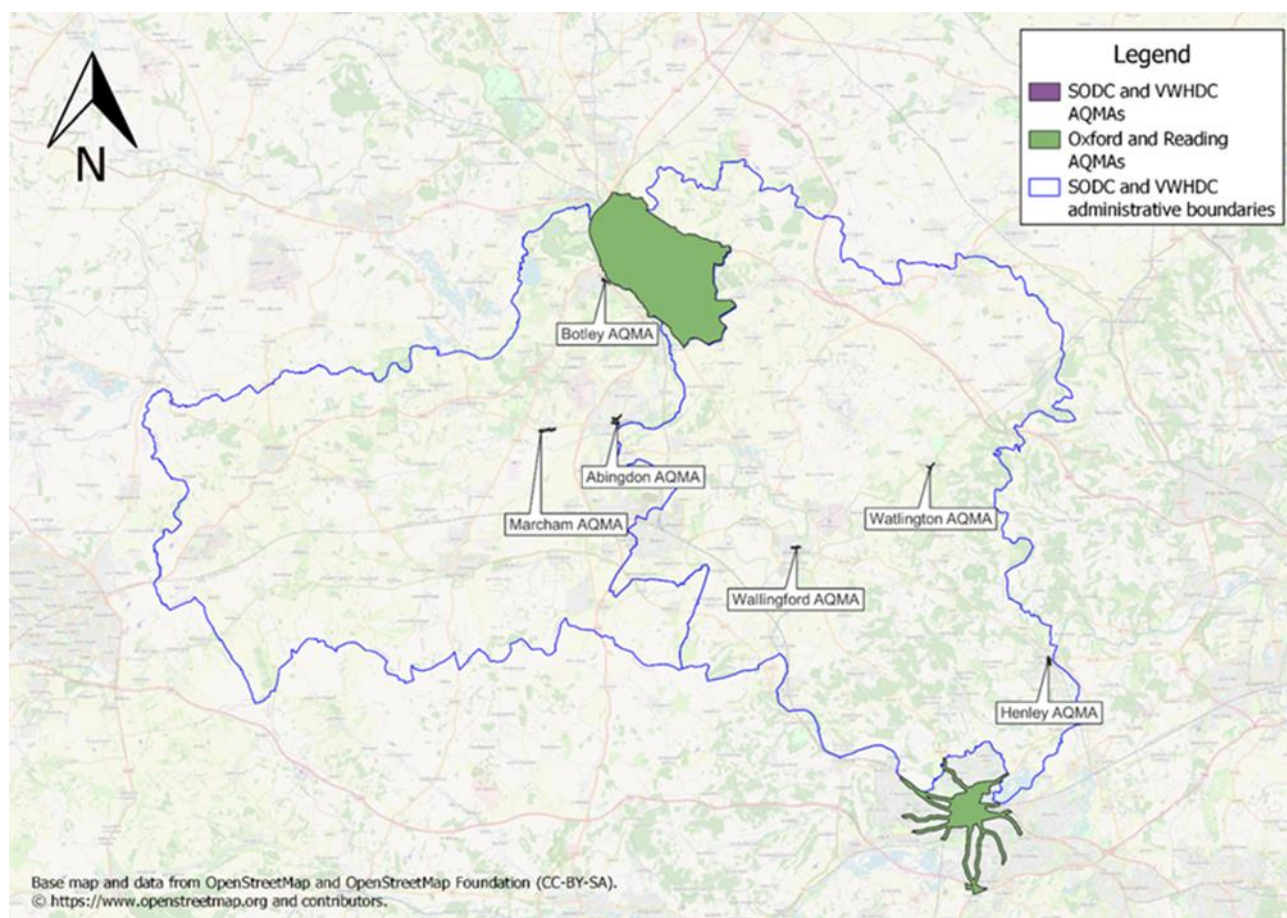 N
Legend
SODC and VWHDC
AQMAs
Oxford and Reading
AQMAs
SODC and VWHDC
administrative boundaries
Botley AQMA
Abingdon AQMA
Marcham AQMA
Watlington AQMA
Wallingford AQMA
Henley AQMA
Base map and data from OpenStreetMap and OpenStreetMap Foundation (CC-BY-SA).
© https://www.openstreetmap.org and contributors.